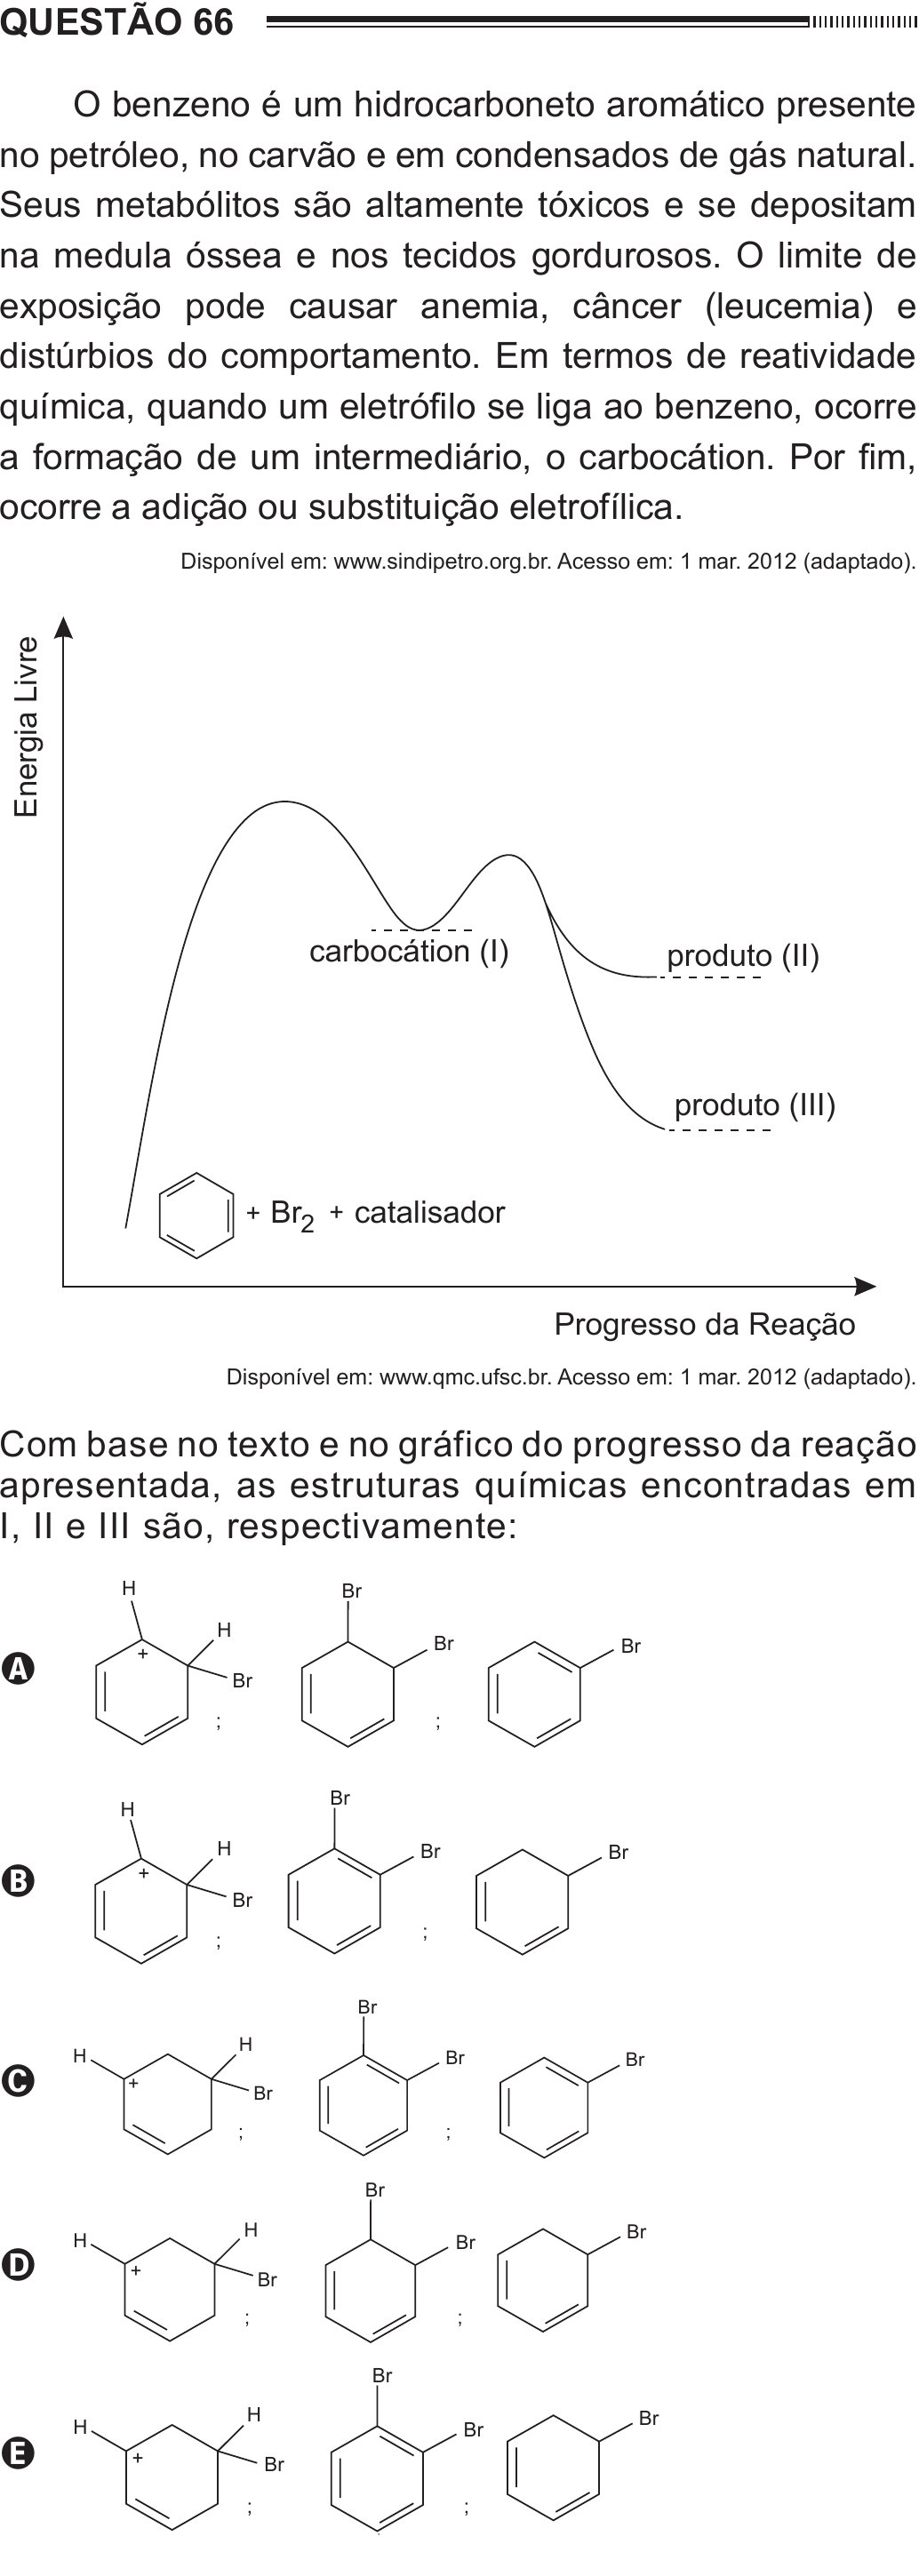 QUESTÃO 66
O benzeno é um hidrocarboneto aromático presente
no petróleo, no carvão e em condensados de gás natural.
Seus metabólitos são altamente tóxicos e se depositam
na medula óssea e nos tecidos gordurosos. O limite de
exposição pode causar anemia, câncer (leucemia) e
distúrbios do comportamento. Em termos de reatividade
química, quando um eletrófilo se liga ao benzeno, ocorre
a formação de um intermediário, o carbocátion. Por fim,
ocorre a adição ou substituição eletrofílica.
Disponível em: www.sindipetro.org.br. Acesso em: 1 mar. 2012 (adaptado).
Energia Livre
carbocátion (I)
produto (II)
produto (III)
+ Br2 + catalisador
Progresso da Reação
Disponível em: www.qmc.ufsc.br. Acesso em: 1 mar. 2012 (adaptado).
Com base no texto e no gráfico do progresso da reação
apresentada, as estruturas químicas encontradas em
I, II e III são, respectivamente:
A
H
H
+
Br
;
Br
Br
;
Br
B
H
H
+
Br
;
Br
Br
;
Br
C
H
H
+
Br
;
Br
Br
;
Br
D
H
H
+
Br
;
Br
Br
;
Br
E
H
H
+
Br
;
Br
Br
;
Br